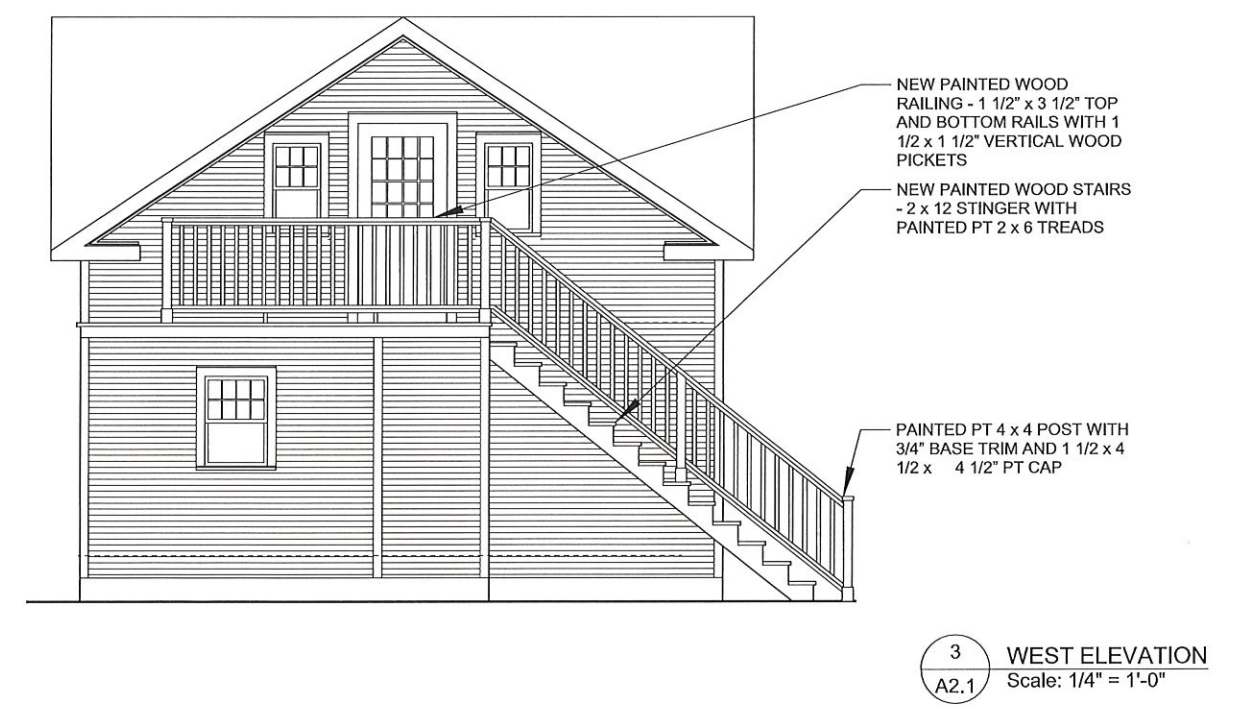 NEW PAINTED WOOD
RAILING - 1 1/2" x 3 1/2" TOP
AND BOTTOM RAILS WITH 1
1/2 x 1 1/2" VERTICAL WOOD
PICKETS
NEW PAINTED WOOD STAIRS
- 2 x 12 STINGER WITH
PAINTED PT 2 x 6 TREADS
PAINTED PT 4 x 4 POST WITH
3/4" BASE TRIM AND 1 1/2 x 4
1/2 x 4 1/2" PT CAP
3
A2.1
WEST ELEVATION
Scale: 1/4" = 1'-0"